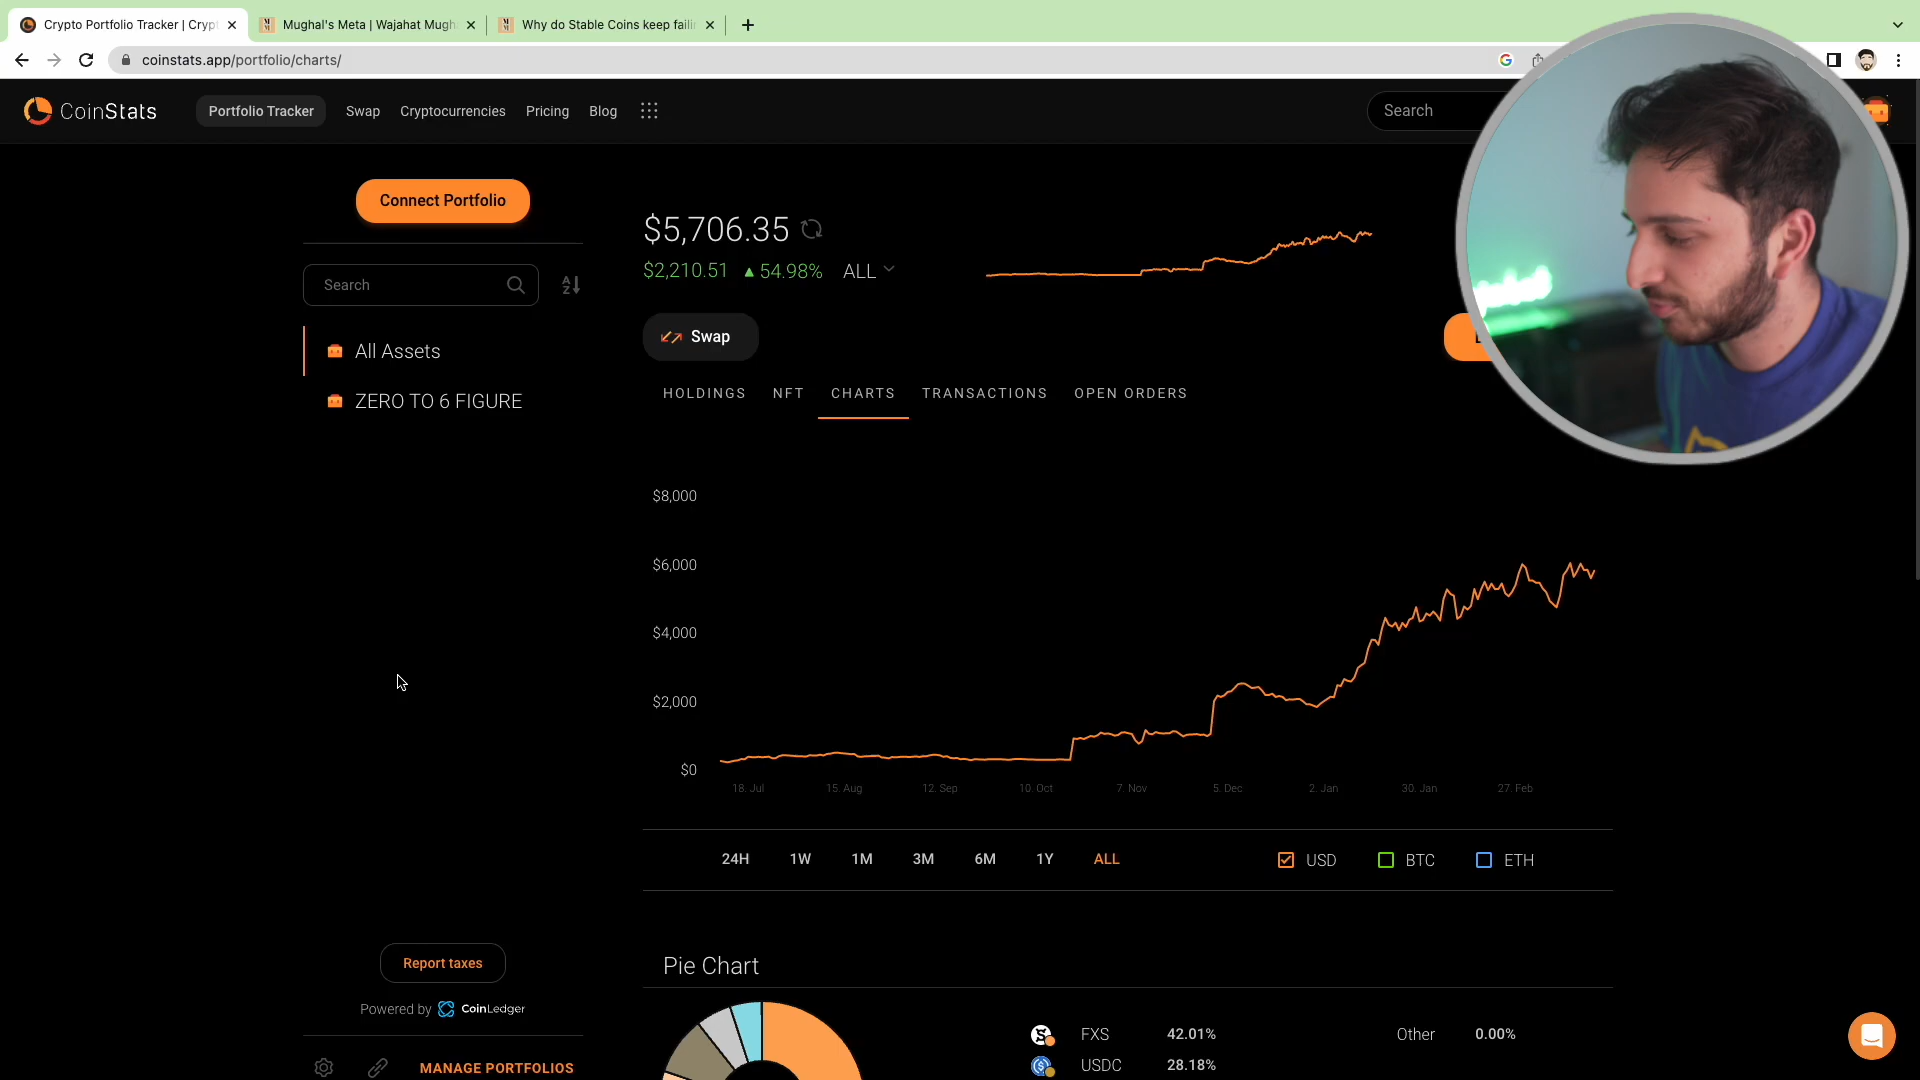 Crypto Portfolio Tracker | Crypt
Mughal's Meta | Wajahat Mugh
Why do Stable Coins keep failin
coinstats.app/portfolio/charts/
CoinStats
Portfolio Tracker
Swap
Cryptocurrencies
Pricing
Blog
Search
Connect Portfolio
Search
All Assets
ZERO TO 6 FIGURE
$5,706.35
$2,210.51 ▲ 54.98% ALL
Swap
HOLDINGS NFT CHARTS TRANSACTIONS OPEN ORDERS
$8,000
$6,000
$4,000
$2,000
$0
18. Jul 15. Aug 12. Sep 10. Oct 7. Nov 5. Dec 2. Jan 30. Jan 27. Feb
24H 1W 1M 3M 6M 1Y ALL
USD BTC ETH
Report taxes
Powered by CoinLedger
MANAGE PORTFOLIOS
Pie Chart
FXS 42.01%
Other 0.00%
USDC 28.18%